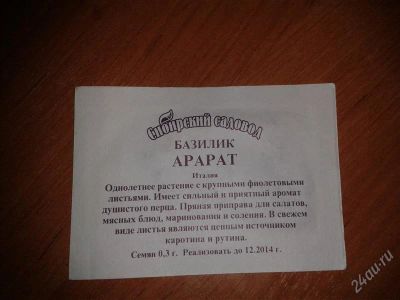 Сибирский садовод
БАЗИЛИК
АРАРАТ
Италия
Однолетнее растение с крупными фиолетовыми
листьями. Имеет сильный и приятный аромат
душистого перца. Пряная приправа для салатов,
мясных блюд, маринования и соления. В свежем
виде листья являются ценным источником
каротина и рутина.
Семян 0,3 г. Реализовать до 12.2014 г.
24au.ru